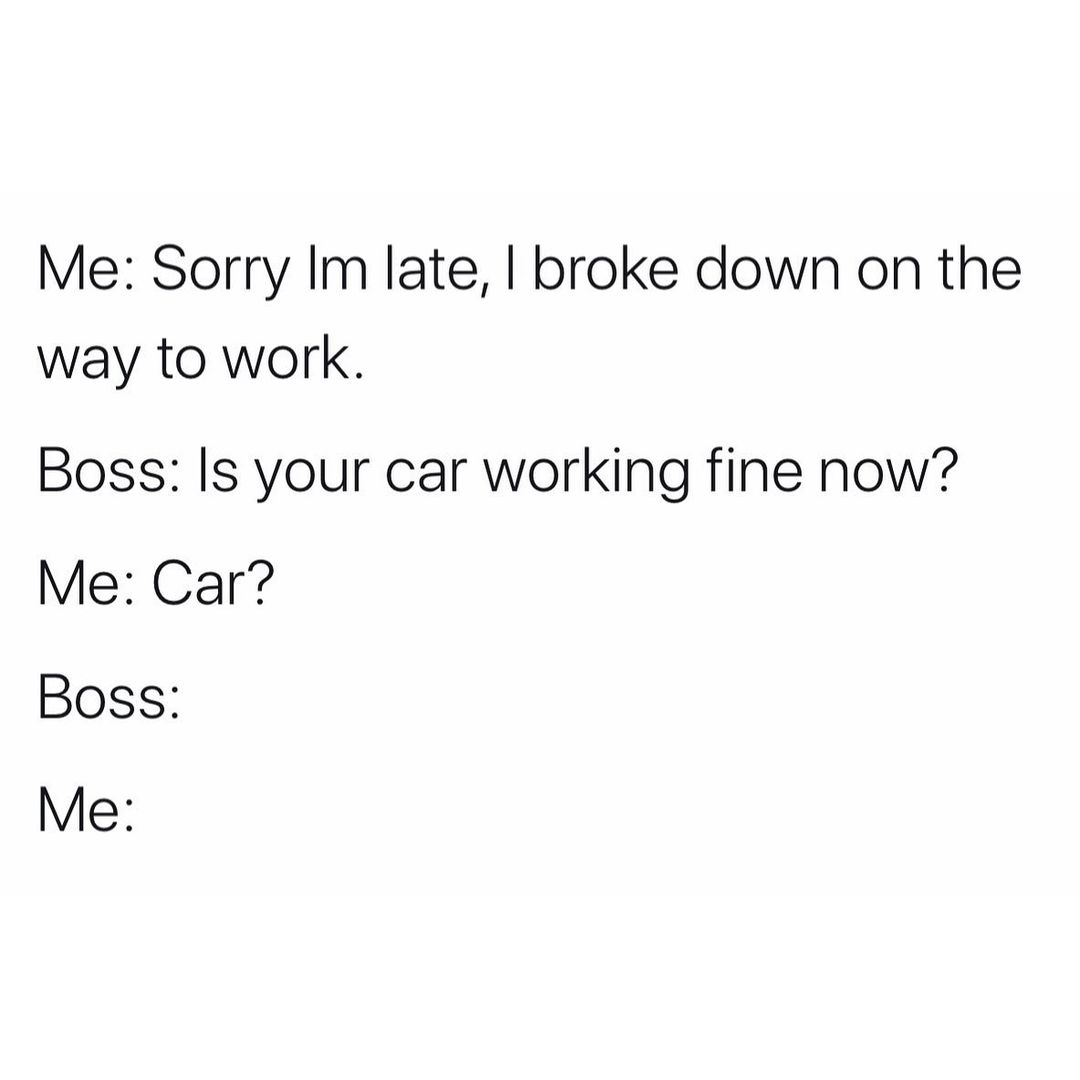 Me: Sorry Im late, I broke down on the
way to work.
Boss: Is your car working fine now?
Me: Car?
Boss:
Me: